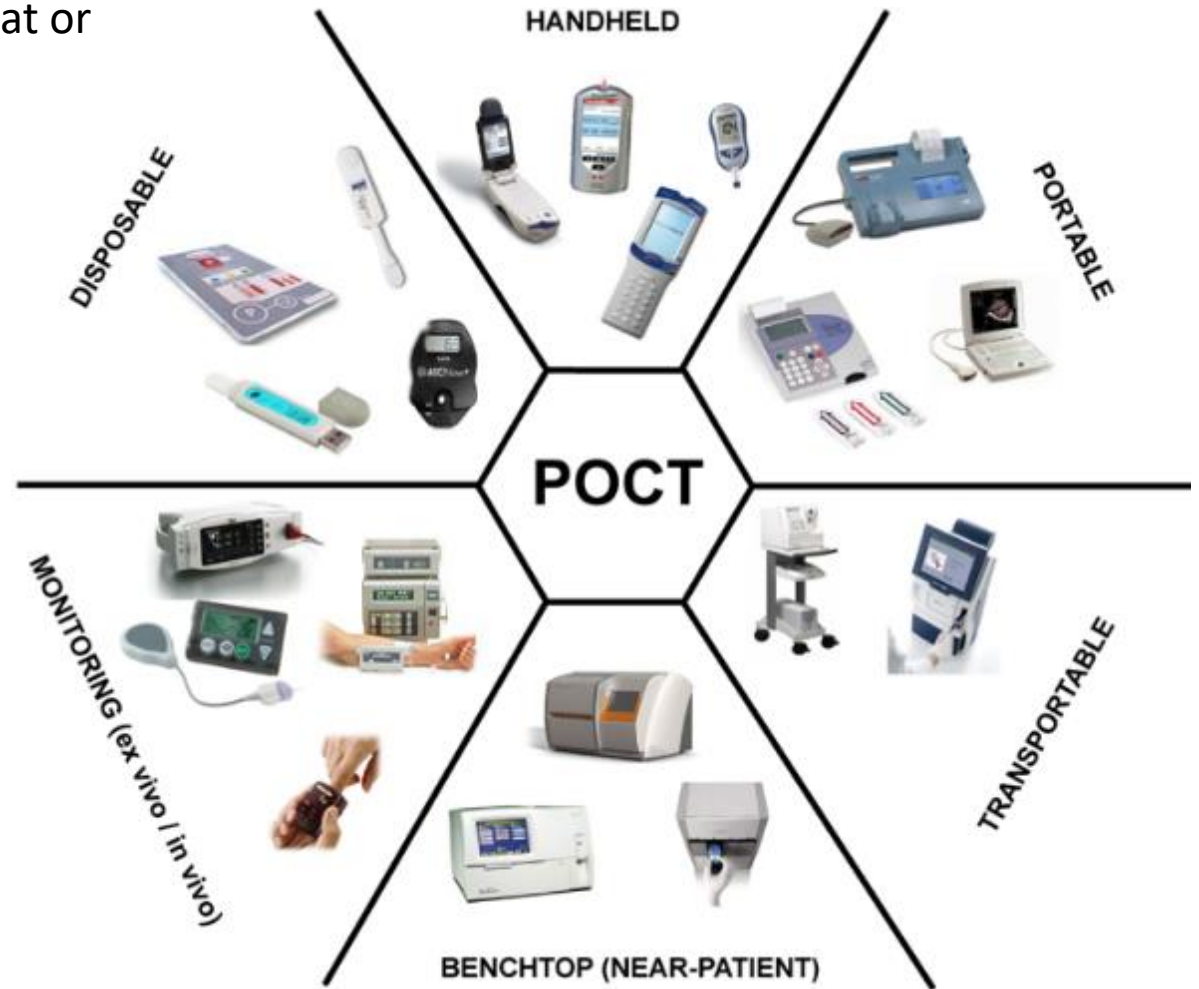 at or
HANDHELD
DISPOSABLE
PORTABLE
POCT
MONITORING (ex vivo / in vivo)
TRANSPORTABLE
BENCHTOP (NEAR-PATIENT)